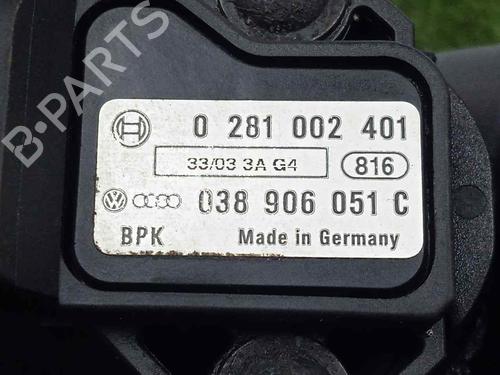 B-PARTS
0 281 002 401
33/03 3A G4 816
038 906 051 C
BPK Made in Germany